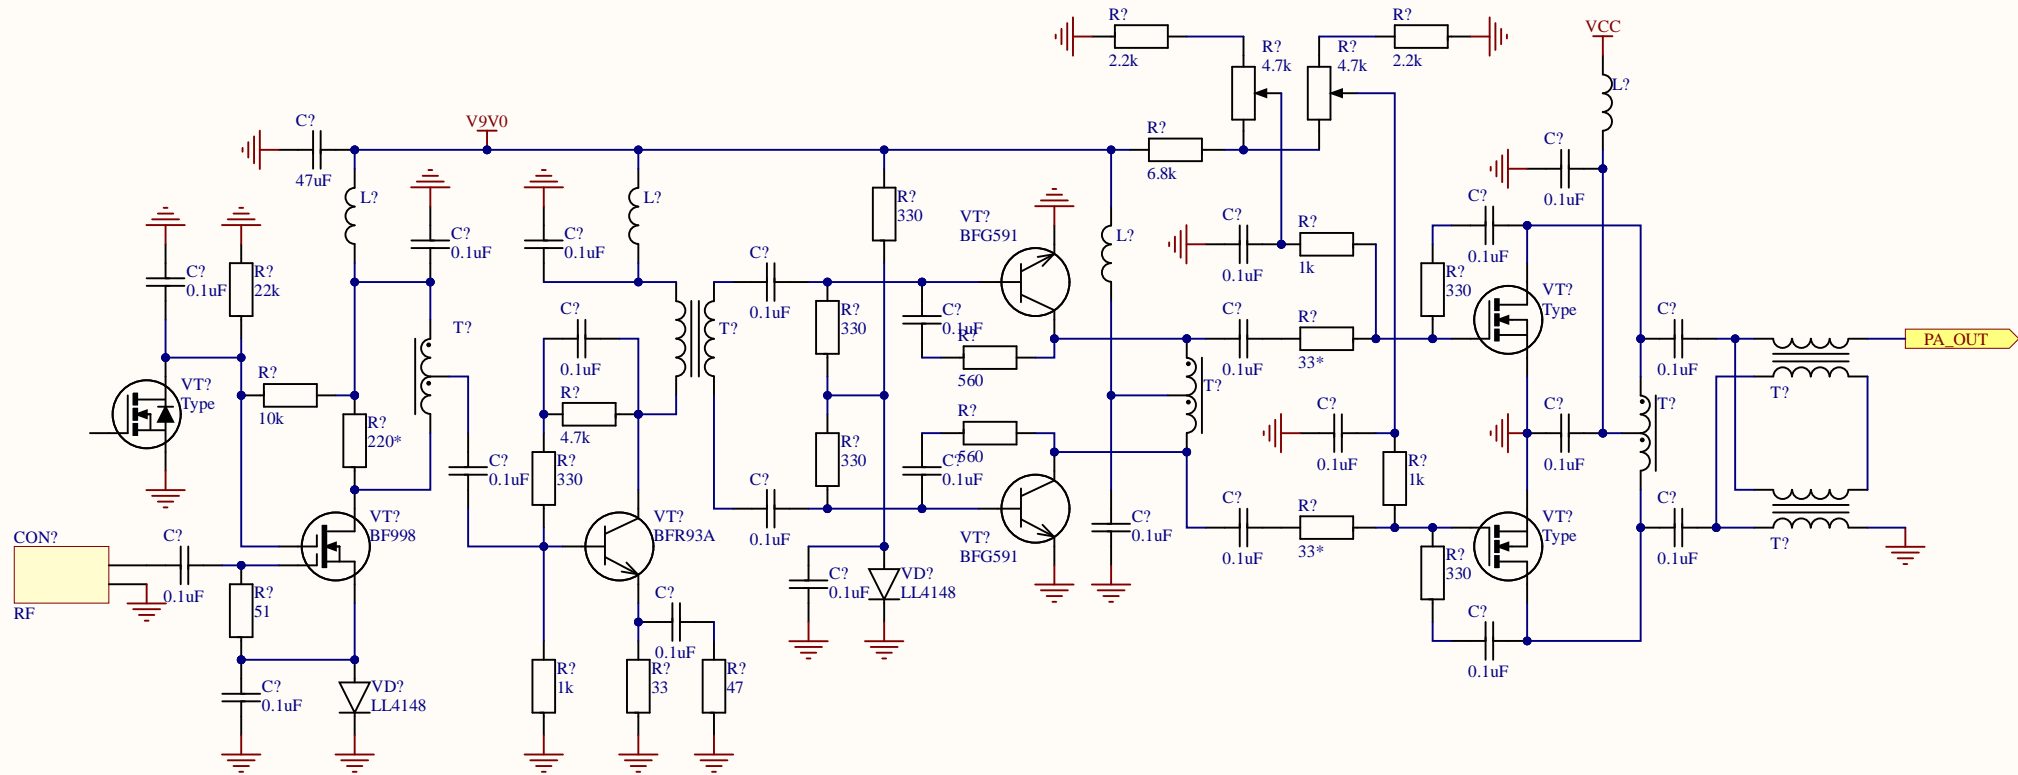 R?
2.2k
R?
2.2k
R?
4.7k
R?
4.7k
VCC
L?
C?
47uF
V9V0
R?
6.8k
C?
0.1uF
L?
L?
R?
330
VT?
BFG591
L?
C?
0.1uF
C?
0.1uF
C?
0.1uF
R?
1k
C?
0.1uF
C?
0.1uF
R?
22k
C?
0.1uF
R?
330
VT?
Type
T?
C?
0.1uF
T?
R?
330
C?
0.1uF
R?
560
C?
0.1uF
R?
33*
C?
0.1uF
PA_OUT
VT?
Type
R?
10k
R?
220*
R?
4.7k
T?
T?
T?
C?
0.1uF
R?
330
C?
0.1uF
R?
330
R?
560
C?
0.1uF
C?
0.1uF
R?
1k
C?
0.1uF
CON?
RF
C?
0.1uF
VT?
BF998
VT?
BFR93A
C?
0.1uF
VT?
BFG591
C?
0.1uF
C?
0.1uF
R?
33*
VT?
Type
C?
0.1uF
T?
R?
51
C?
0.1uF
VD?
LL4148
R?
330
C?
0.1uF
C?
0.1uF
VD?
LL4148
R?
1k
R?
33
R?
47
C?
0.1uF